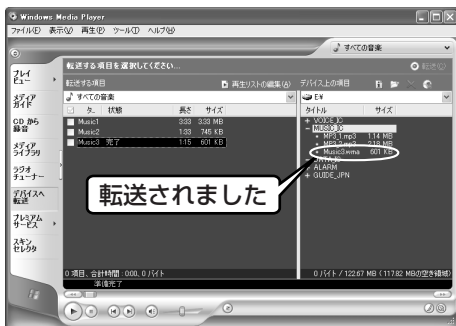 Windows Media Player
ファイル(F) 表示(V) 再生(P) ツール(T) ヘルプ(H)
すべての音楽
プレイビュー
メディアガイド
CD から録音
メディアライブラリ
ラジオチューナー
デバイスへ転送
プレミアムサービス
スキンセレクタ
転送する項目を選択してください...
転送(O)
転送する項目
再生リストの編集(A)
デバイス上の項目
すべての音楽
E:¥
タ.. 状態 長さ サイズ
タイトル サイズ
Music1 3:33 3.33 MB
Music2 1:33 745 KB
Music3 完了 1:15 601 KB
+ VOICE_IC
- MUSIC_IC
MP3_1.mp3 1.14 MB
MP3_2.mp3 2.18 MB
Music3.wma 601 KB
+ ALARM
+ GUIDE_JPN
転送されました
0 項目、合計時間 : 0:00, 0 バイト
0 バイト / 122.67 MB (117.82 MBの空き領域)
準備完了